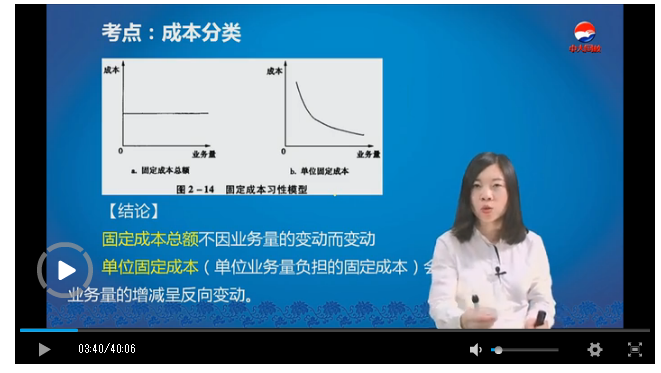 考点：成本分类
中大网校
成本
成本
0
业务量
0
业务量
a. 固定成本总额
b. 单位固定成本
图2-14 固定成本习性模型
【结论】
固定成本总额不因业务量的变动而变动
单位固定成本（单位业务量负担的固定成本）会
业务量的增减呈反向变动。
03:40/40:06